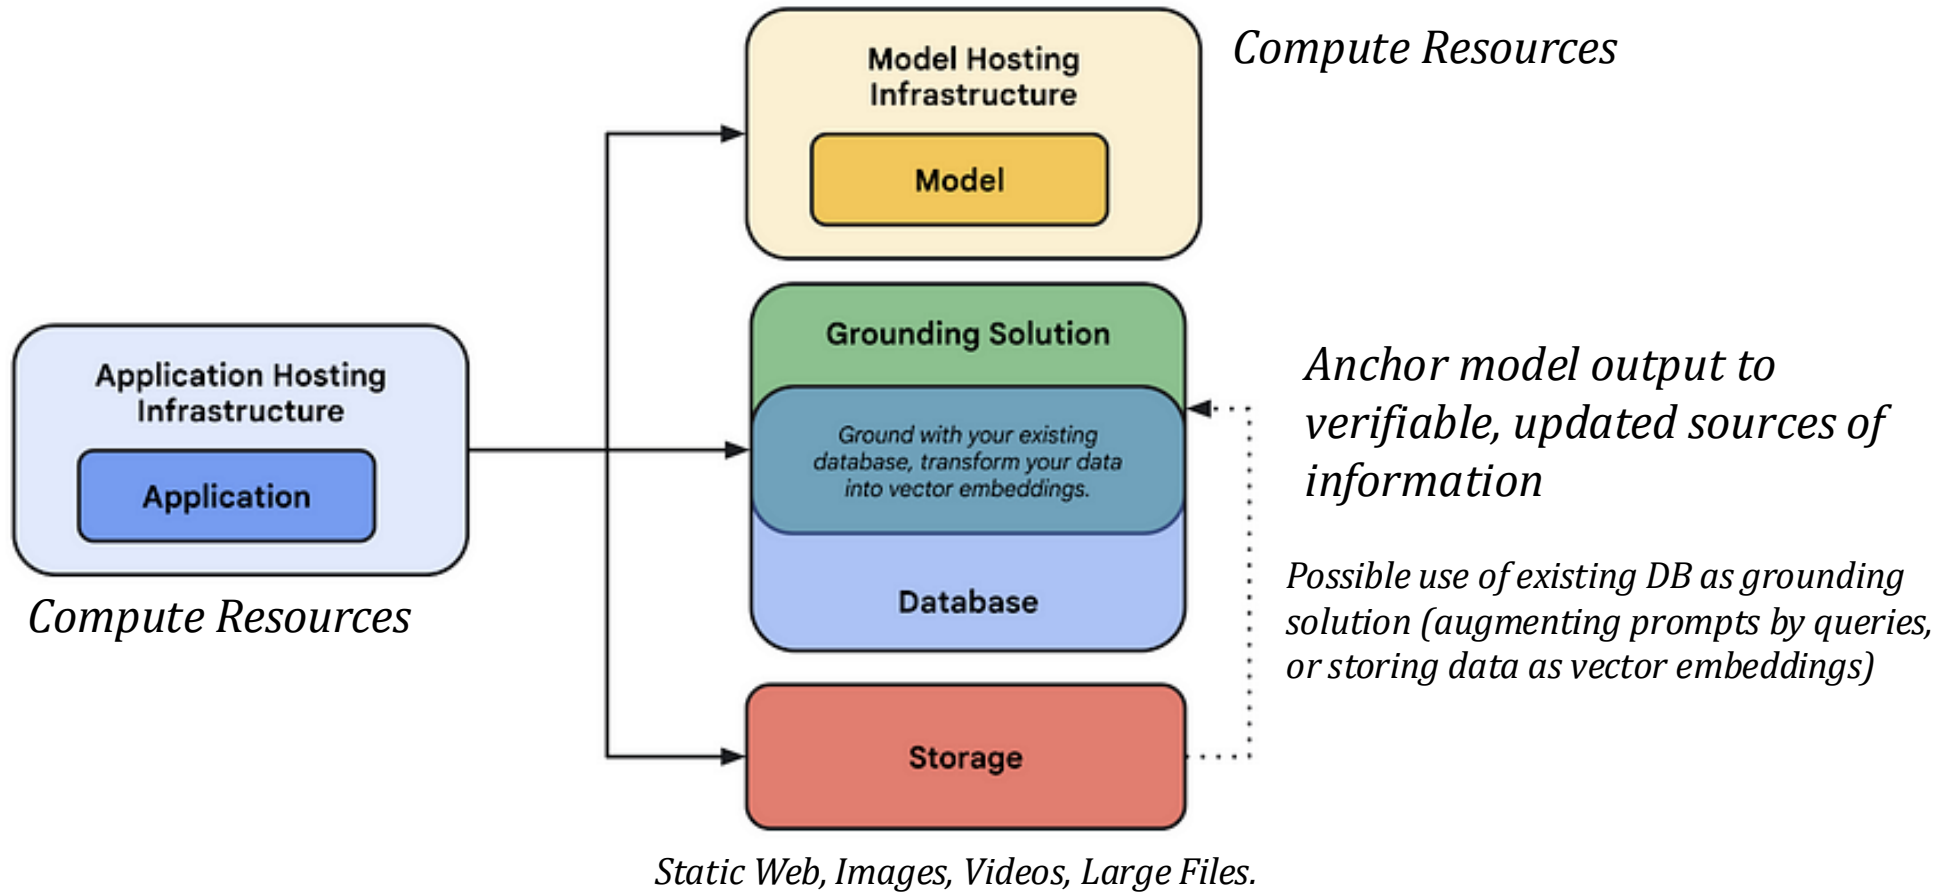 Model Hosting
Infrastructure
Model
Compute Resources
Application Hosting
Infrastructure
Application
Compute Resources
Grounding Solution
Ground with your existing
database, transform your data
into vector embeddings.
Database
Anchor model output to
verifiable, updated sources of
information
Possible use of existing DB as grounding
solution (augmenting prompts by queries,
or storing data as vector embeddings)
Storage
Static Web, Images, Videos, Large Files.